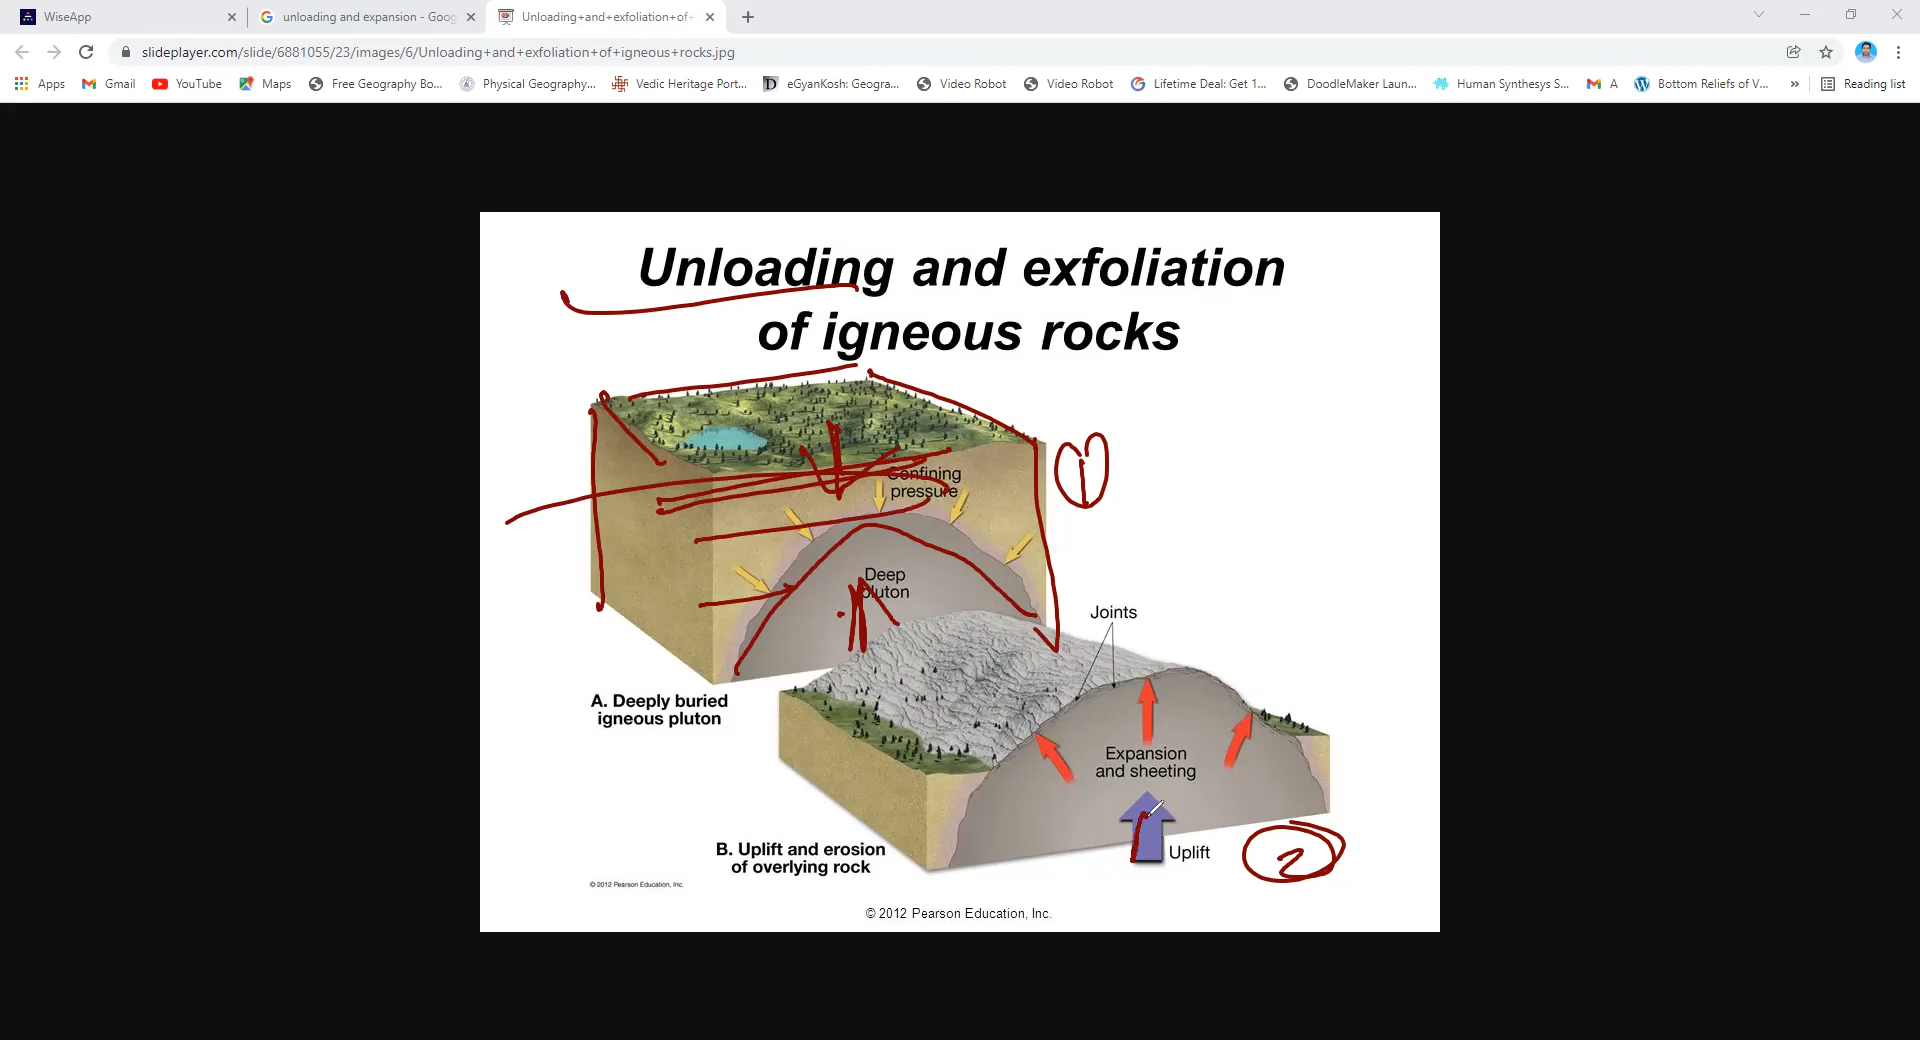 WiseApp
unloading and expansion - Goog
Unloading+and+exfoliation+of+
slideplayer.com/slide/6881055/23/images/6/Unloading+and+exfoliation+of+igneous+rocks.jpg
Apps
Gmail
YouTube
Maps
Free Geography Bo...
Physical Geography...
Vedic Heritage Port...
eGyanKosh: Geogra...
Video Robot
Video Robot
Lifetime Deal: Get 1...
DoodleMaker Laun...
Human Synthesys S...
A
Bottom Reliefs of V...
»
Reading list
Unloading and exfoliation
of igneous rocks
Confining
pressure
1
Deep
pluton
Joints
A. Deeply buried
igneous pluton
Expansion
and sheeting
B. Uplift and erosion
of overlying rock
Uplift
2
© 2012 Pearson Education, Inc.
© 2012 Pearson Education, Inc.